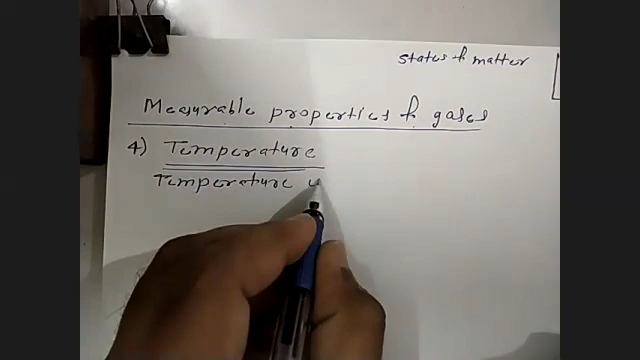 States of matter
Measurable properties of gases
4) Temperature
Temperature